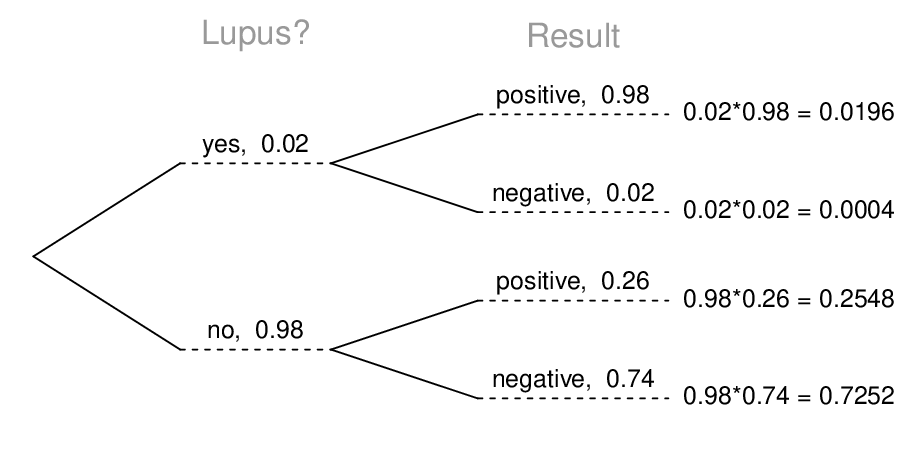 Lupus?
Result
yes, 0.02
positive, 0.98
0.02*0.98 = 0.0196
negative, 0.02
0.02*0.02 = 0.0004
no, 0.98
positive, 0.26
0.98*0.26 = 0.2548
negative, 0.74
0.98*0.74 = 0.7252